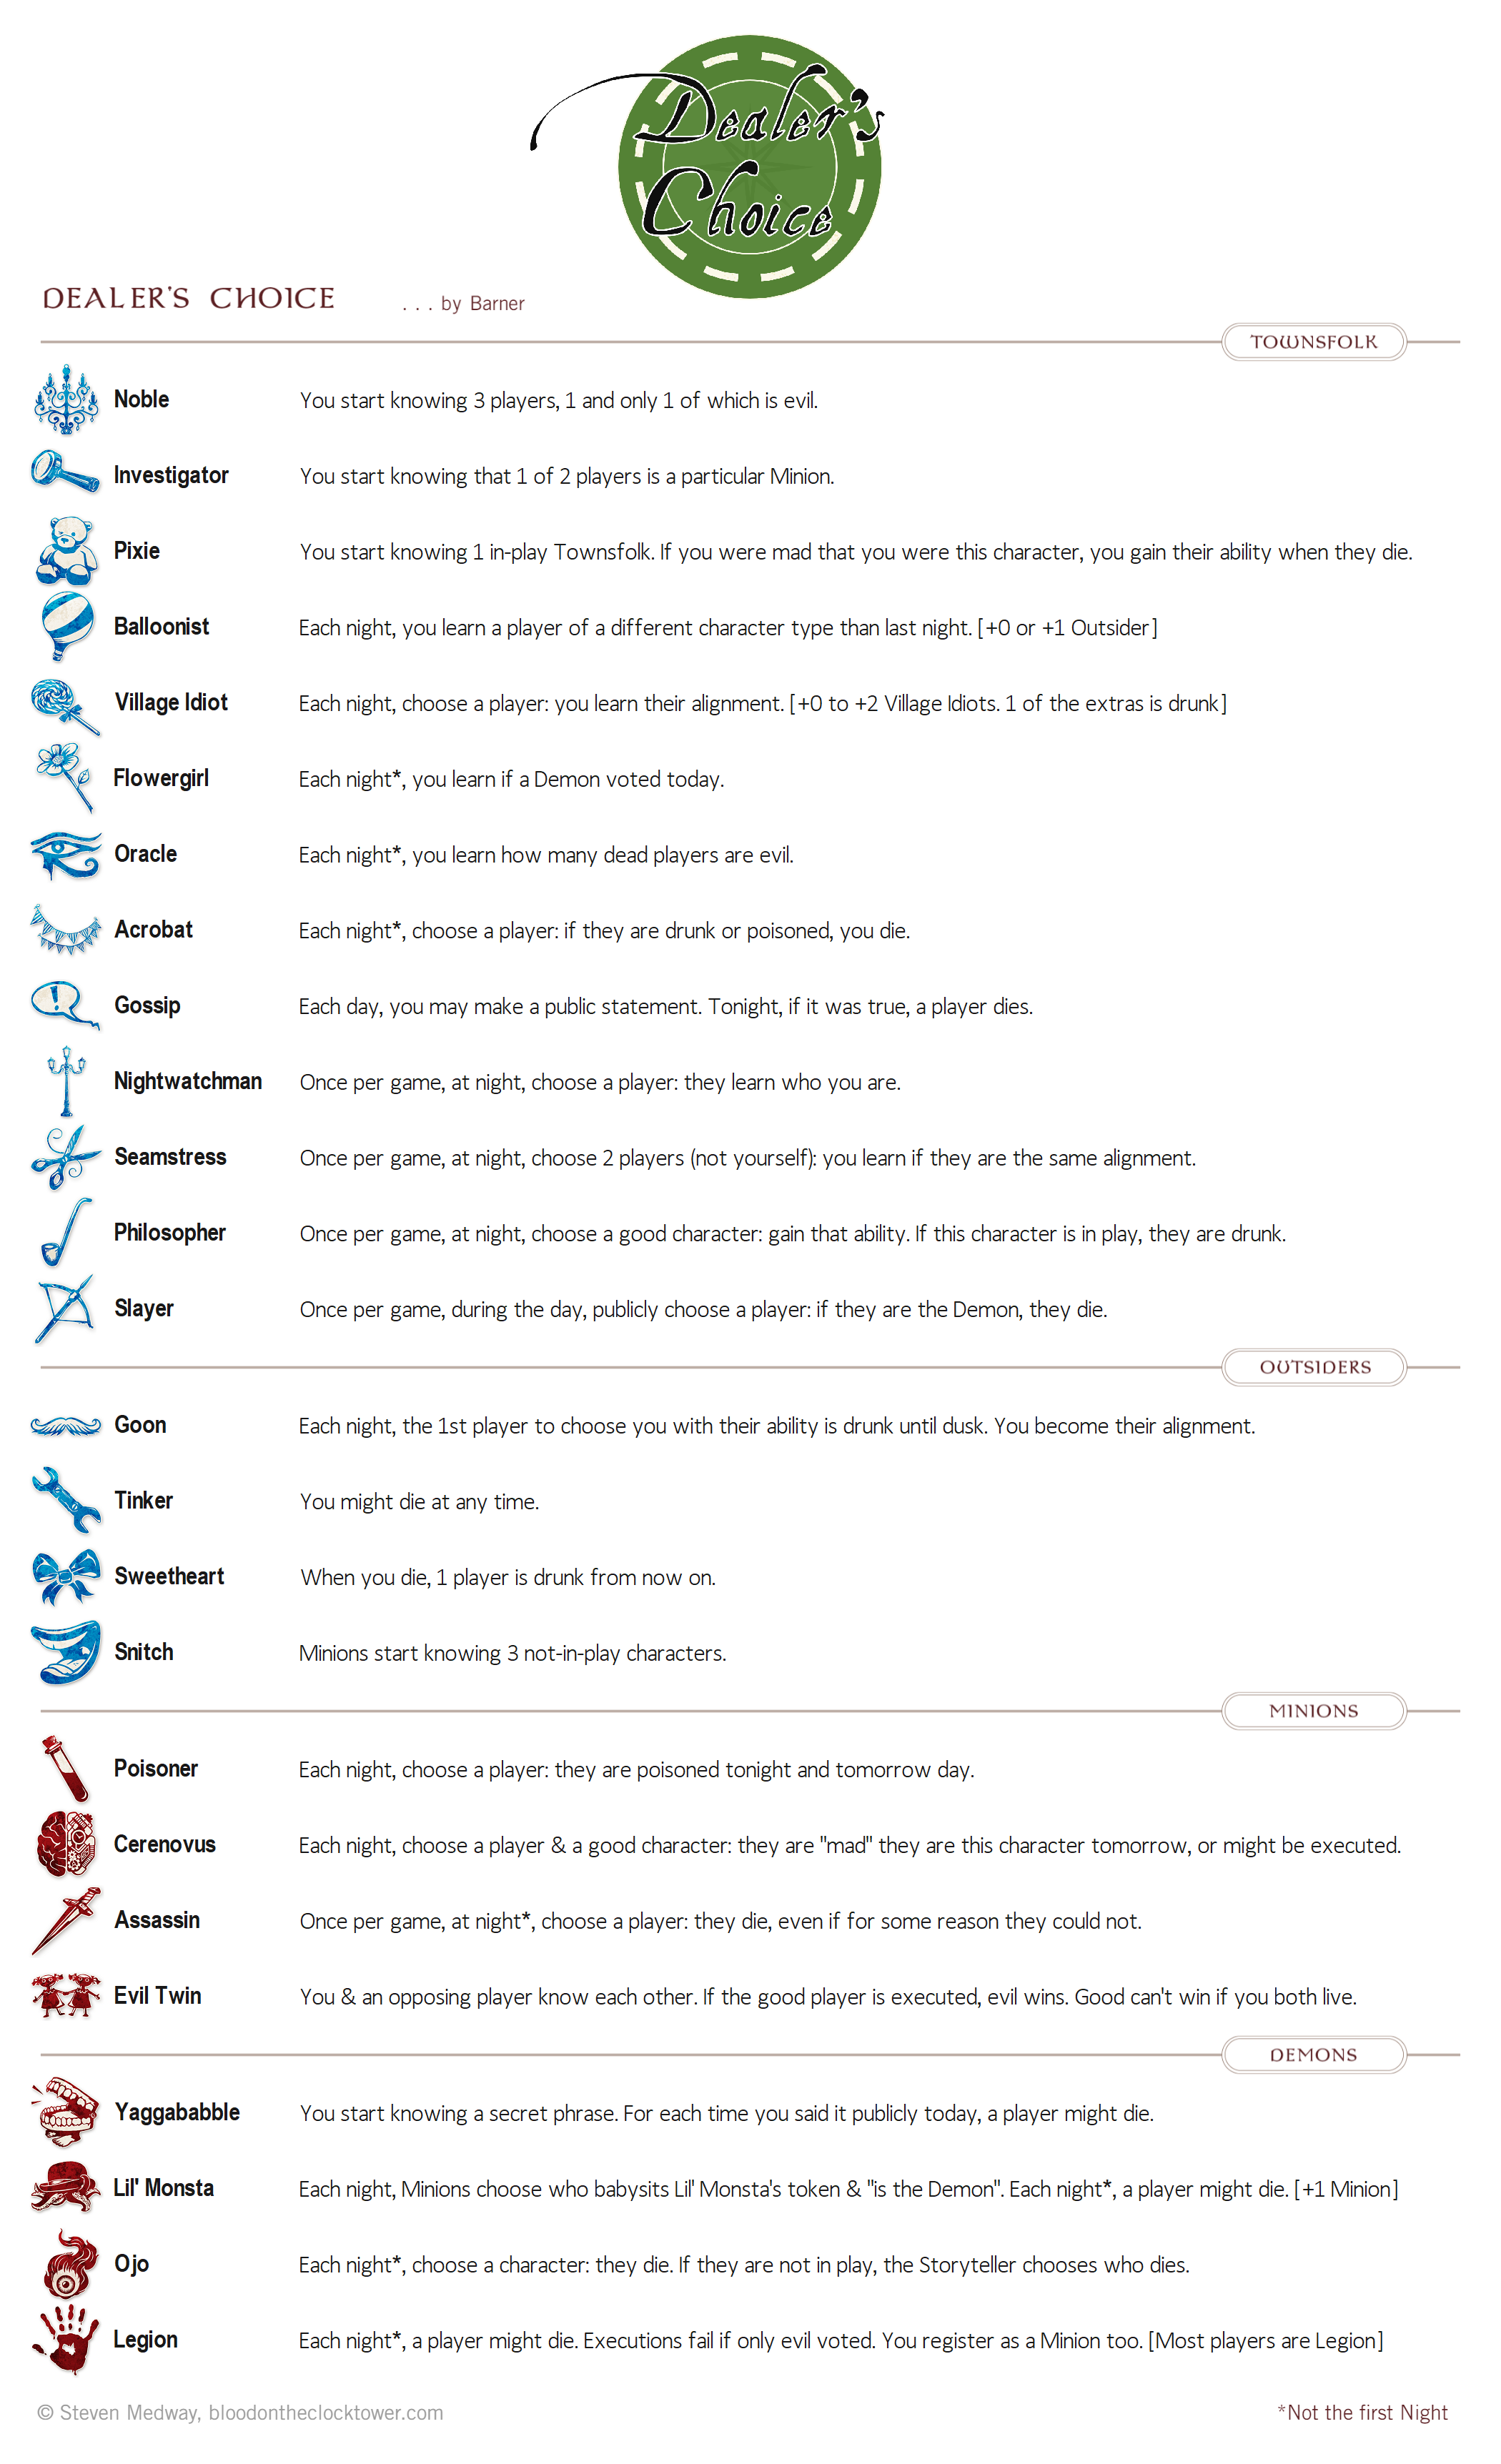 Dealer's
Choice
DEALER'S CHOICE
. . . by Barner
TOWNSFOLK
Noble
You start knowing 3 players, 1 and only 1 of which is evil.
Investigator
You start knowing that 1 of 2 players is a particular Minion.
Pixie
You start knowing 1 in-play Townsfolk. If you were mad that you were this character, you gain their ability when they die.
Balloonist
Each night, you learn a player of a different character type than last night. [+0 or +1 Outsider]
Village Idiot
Each night, choose a player: you learn their alignment. [+0 to +2 Village Idiots. 1 of the extras is drunk]
Flowergirl
Each night*, you learn if a Demon voted today.
Oracle
Each night*, you learn how many dead players are evil.
Acrobat
Each night*, choose a player: if they are drunk or poisoned, you die.
Gossip
Each day, you may make a public statement. Tonight, if it was true, a player dies.
Nightwatchman
Once per game, at night, choose a player: they learn who you are.
Seamstress
Once per game, at night, choose 2 players (not yourself): you learn if they are the same alignment.
Philosopher
Once per game, at night, choose a good character: gain that ability. If this character is in play, they are drunk.
Slayer
Once per game, during the day, publicly choose a player: if they are the Demon, they die.
OUTSIDERS
Goon
Each night, the 1st player to choose you with their ability is drunk until dusk. You become their alignment.
Tinker
You might die at any time.
Sweetheart
When you die, 1 player is drunk from now on.
Snitch
Minions start knowing 3 not-in-play characters.
MINIONS
Poisoner
Each night, choose a player: they are poisoned tonight and tomorrow day.
Cerenovus
Each night, choose a player & a good character: they are "mad" they are this character tomorrow, or might be executed.
Assassin
Once per game, at night*, choose a player: they die, even if for some reason they could not.
Evil Twin
You & an opposing player know each other. If the good player is executed, evil wins. Good can't win if you both live.
DEMONS
Yaggababble
You start knowing a secret phrase. For each time you said it publicly today, a player might die.
Lil' Monsta
Each night, Minions choose who babysits Lil' Monsta's token & "is the Demon". Each night*, a player might die. [+1 Minion]
Ojo
Each night*, choose a character: they die. If they are not in play, the Storyteller chooses who dies.
Legion
Each night*, a player might die. Executions fail if only evil voted. You register as a Minion too. [Most players are Legion]
© Steven Medway, bloodontheclocktower.com
*Not the first Night